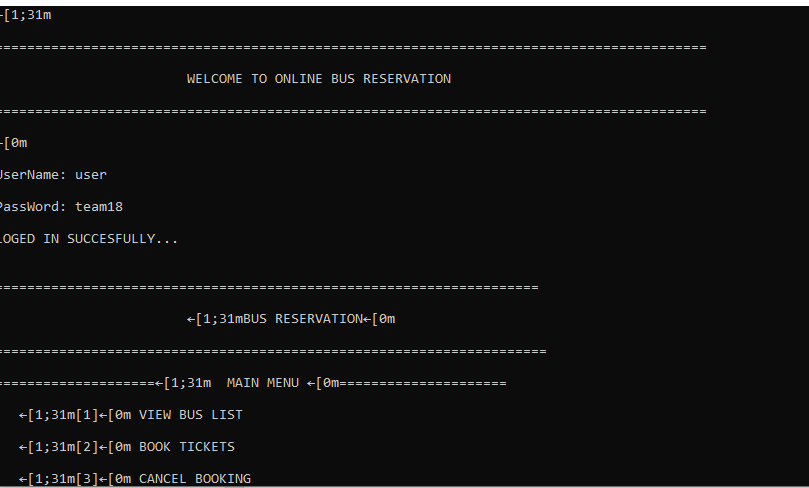 ←[1;31m
=========================================================================================
WELCOME TO ONLINE BUS RESERVATION
=========================================================================================
←[0m
UserName: user
PassWord: team18
LOGED IN SUCCESFULLY...
====================================================================
←[1;31mBUS RESERVATION←[0m
=====================================================================
====================←[1;31m  MAIN MENU ←[0m=====================
←[1;31m[1]←[0m VIEW BUS LIST
←[1;31m[2]←[0m BOOK TICKETS
←[1;31m[3]←[0m CANCEL BOOKING